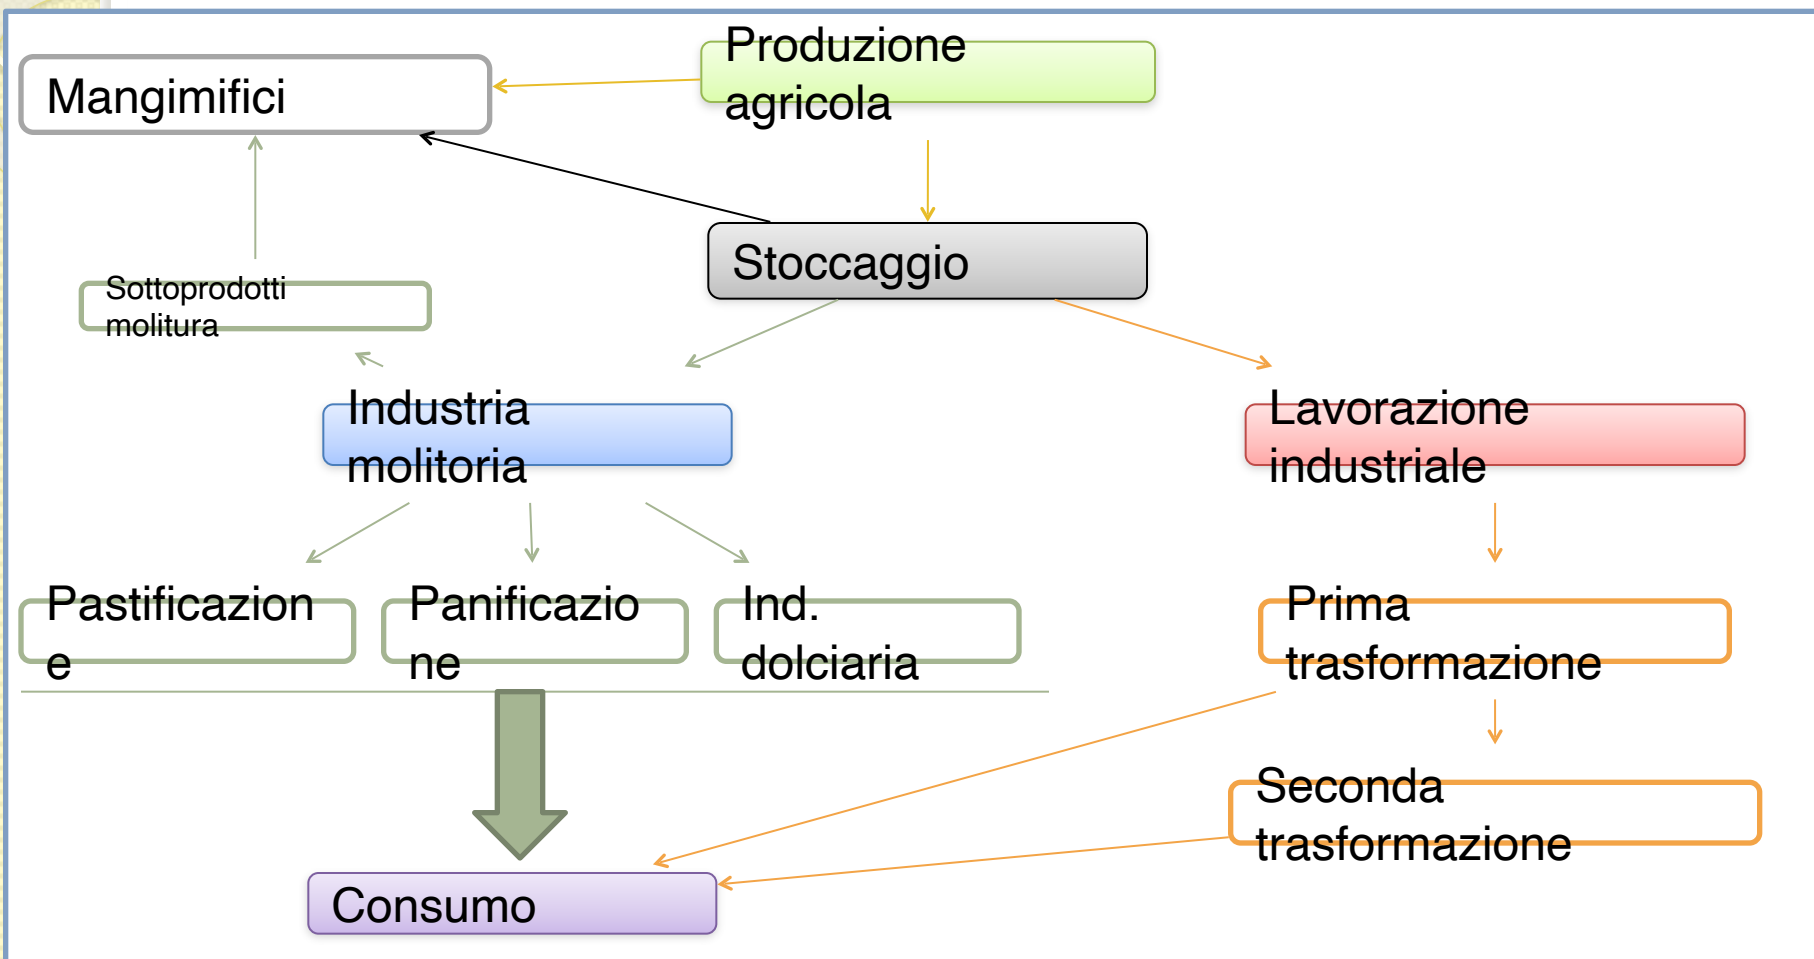 Produzione
agricola
Mangimifici
Stoccaggio
Sottoprodotti
molitura
Industria
molitoria
Lavorazione
industriale
Pastificazion
e
Panificazio
ne
Ind.
dolciaria
Prima
trasformazione
Seconda
trasformazione
Consumo